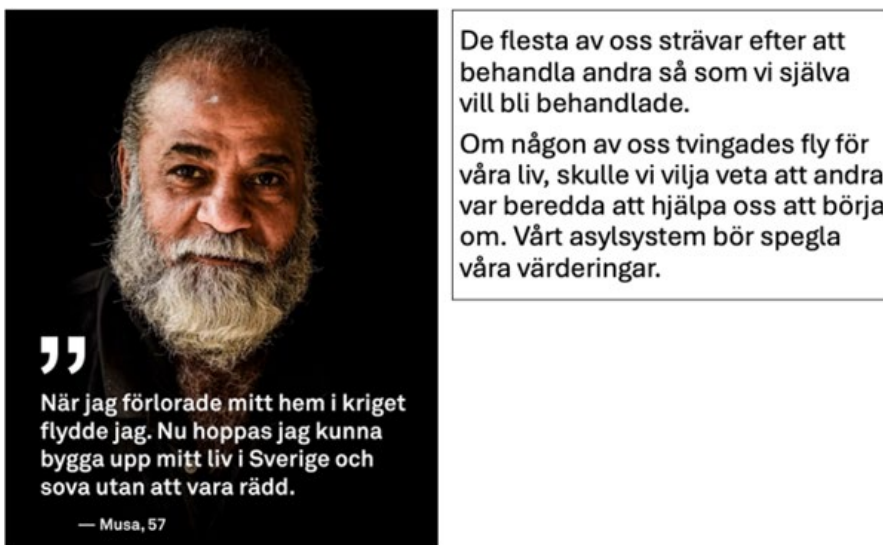 De flesta av oss strävar efter att
behandla andra så som vi själva
vill bli behandlade.
Om någon av oss tvingades fly för
våra liv, skulle vi vilja veta att andra
var beredda att hjälpa oss att börja
om. Vårt asylsystem bör spegla
våra värderingar.
”
När jag förlorade mitt hem i kriget
flydde jag. Nu hoppas jag kunna
bygga upp mitt liv i Sverige och
sova utan att vara rädd.
— Musa, 57